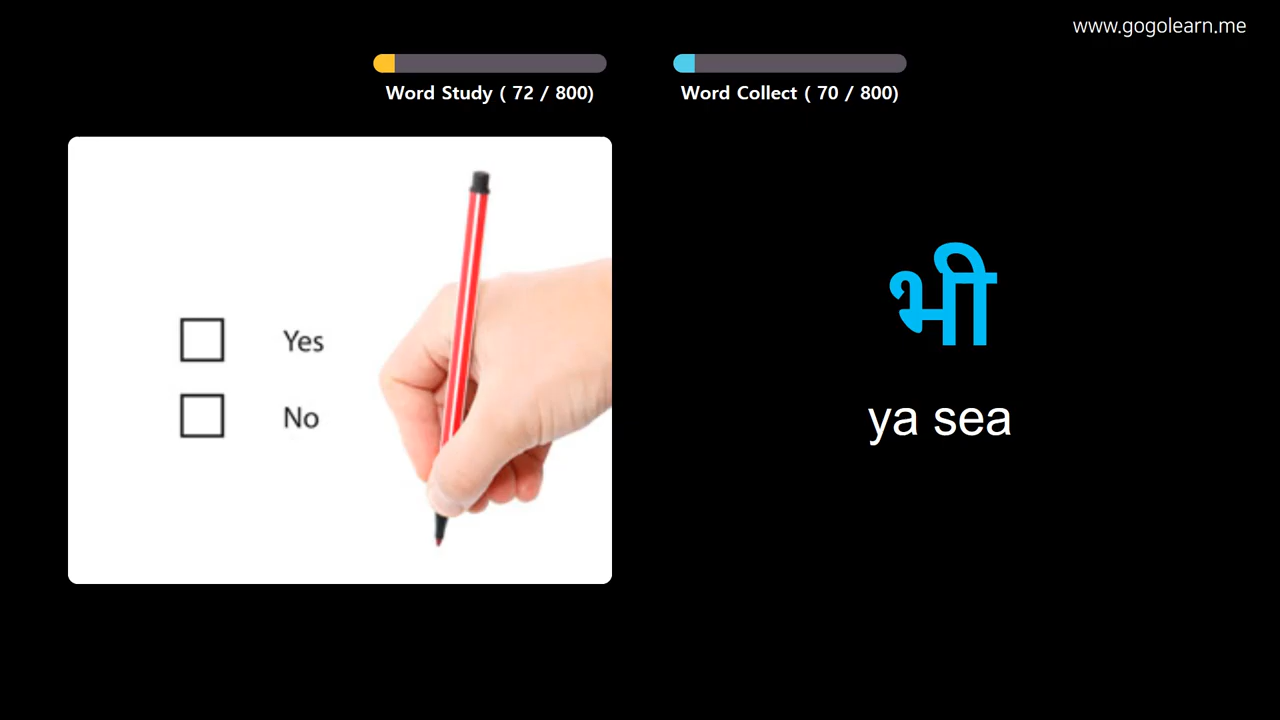 www.gogolearn.me
Word Study ( 72 / 800)
Word Collect ( 70 / 800)
Yes
No
भी
ya sea